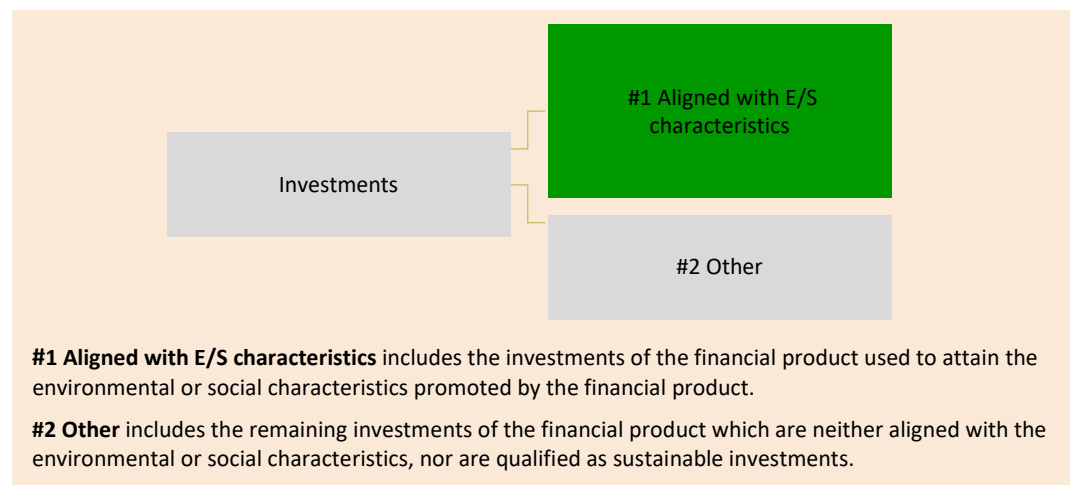 #1 Aligned with E/S
characteristics
Investments
#2 Other
#1 Aligned with E/S characteristics includes the investments of the financial product used to attain the
environmental or social characteristics promoted by the financial product.
#2 Other includes the remaining investments of the financial product which are neither aligned with the
environmental or social characteristics, nor are qualified as sustainable investments.